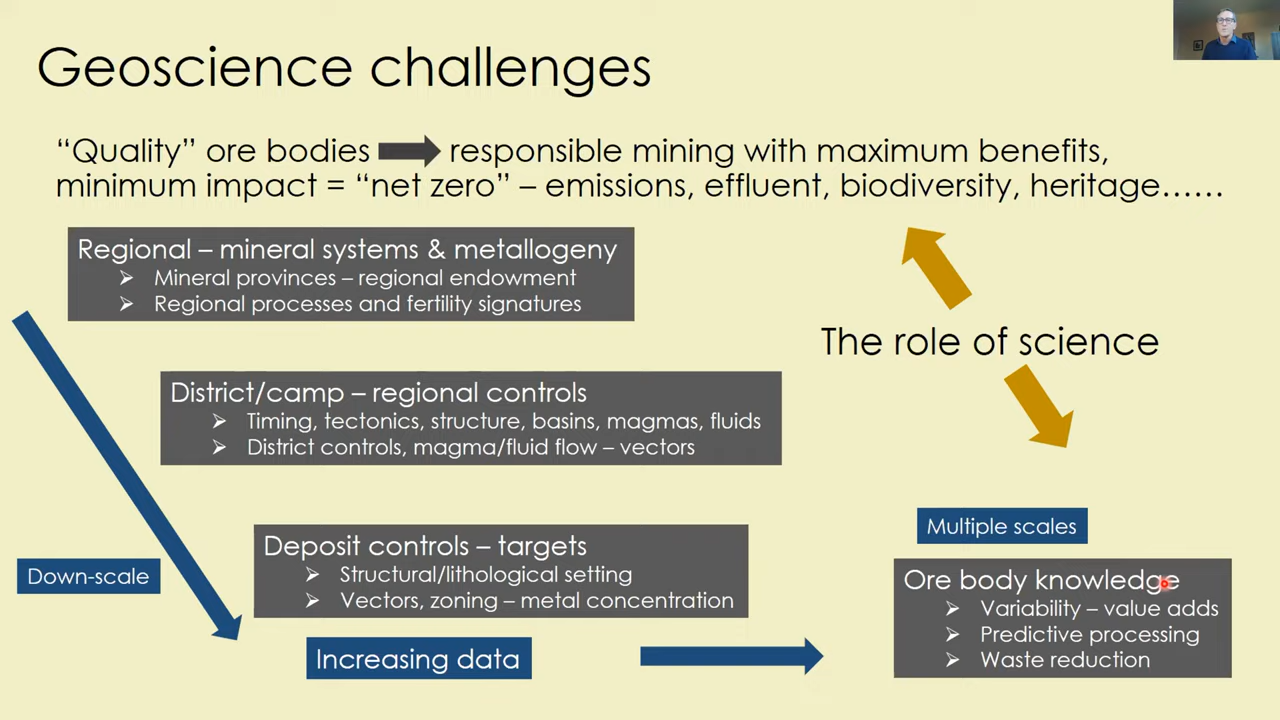 Geoscience challenges
“Quality” ore bodies responsible mining with maximum benefits,
minimum impact = “net zero” – emissions, effluent, biodiversity, heritage……
Regional – mineral systems & metallogeny
Mineral provinces – regional endowment
Regional processes and fertility signatures
The role of science
District/camp – regional controls
Timing, tectonics, structure, basins, magmas, fluids
District controls, magma/fluid flow – vectors
Deposit controls – targets
Structural/lithological setting
Vectors, zoning – metal concentration
Down-scale
Increasing data
Multiple scales
Ore body knowledge
Variability – value adds
Predictive processing
Waste reduction